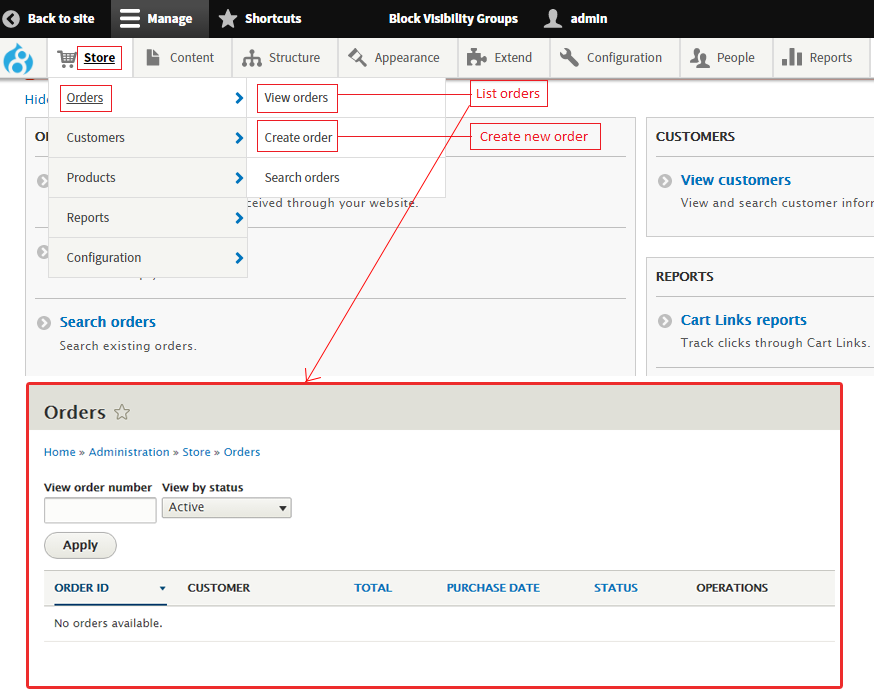 Back to site Manage Shortcuts Block Visibility Groups admin
Store Content Structure Appearance Extend Configuration People Reports
Hide
Orders View orders List orders
Customers Create order Create new order CUSTOMERS
Products Search orders View customers
ceived through your website. View and search customer infor
Reports
Configuration REPORTS
Search orders Cart Links reports
Search existing orders. Track clicks through Cart Links.
Orders
Home » Administration » Store » Orders
View order number View by status
Active
Apply
ORDER ID CUSTOMER TOTAL PURCHASE DATE STATUS OPERATIONS
No orders available.